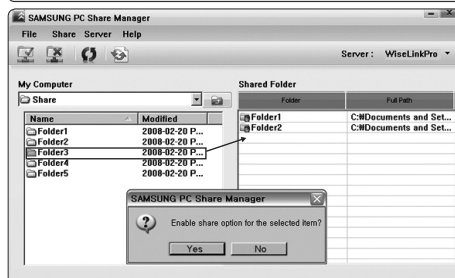 SAMSUNG PC Share Manager
File Share Server Help
Server : WiseLinkPro
My Computer
Share
Name Modified
Folder1 2008-02-20 P...
Folder2 2008-02-20 P...
Folder3 2008-02-20 P...
Folder4 2008-02-20 P...
Folder5 2008-02-20 P...
Shared Folder
Folder Full Path
Folder1 C:₩Documents and Set...
Folder2 C:₩Documents and Set...
SAMSUNG PC Share Manager
Enable share option for the selected item?
Yes No